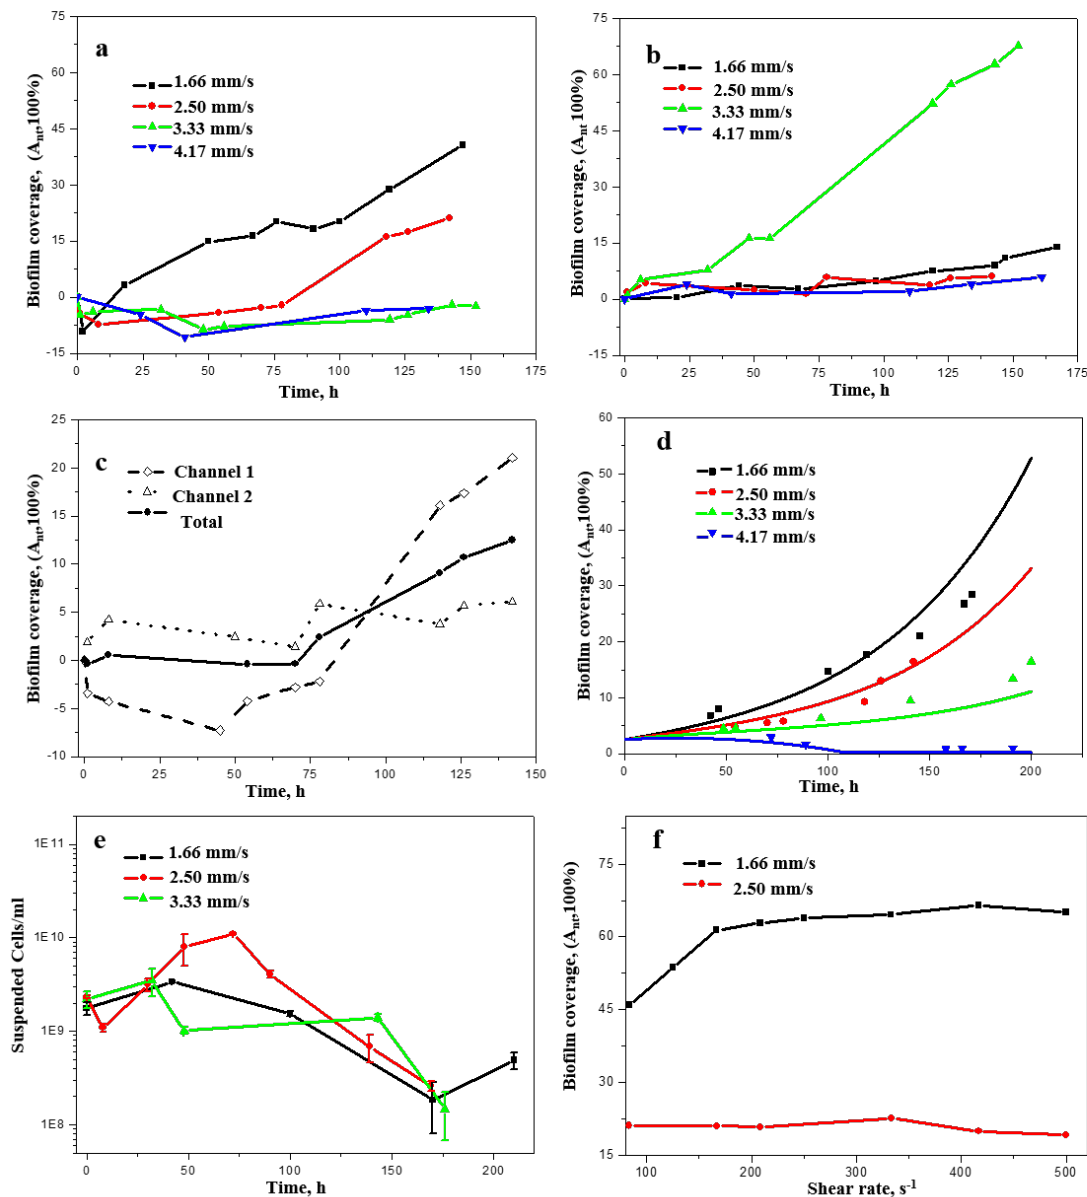 a
1.66 mm/s
2.50 mm/s
3.33 mm/s
4.17 mm/s
75
60
45
30
15
0
-15
0
25
50
75
100
125
150
175
Biofilm coverage, (Ant,100%)
Time, h
b
1.66 mm/s
2.50 mm/s
3.33 mm/s
4.17 mm/s
75
60
45
30
15
0
-15
0
25
50
75
100
125
150
175
Biofilm coverage, (Ant 100%)
Time, h
c
Channel 1
Channel 2
Total
25
20
15
10
5
0
-5
-10
0
25
50
75
100
125
150
Biofilm coverage, (Ant,100%)
Time, h
d
1.66 mm/s
2.50 mm/s
3.33 mm/s
4.17 mm/s
60
50
40
30
20
10
0
0
50
100
150
200
Biofilm coverage, (Ant,100%)
Time, h
e
1.66 mm/s
2.50 mm/s
3.33 mm/s
1E11
1E10
1E9
1E8
0
50
100
150
200
Suspended Cells/ml
Time, h
f
1.66 mm/s
2.50 mm/s
75
60
45
30
15
100
200
300
400
500
Biofilm coverage, (Ant,100%)
Shear rate, s-1